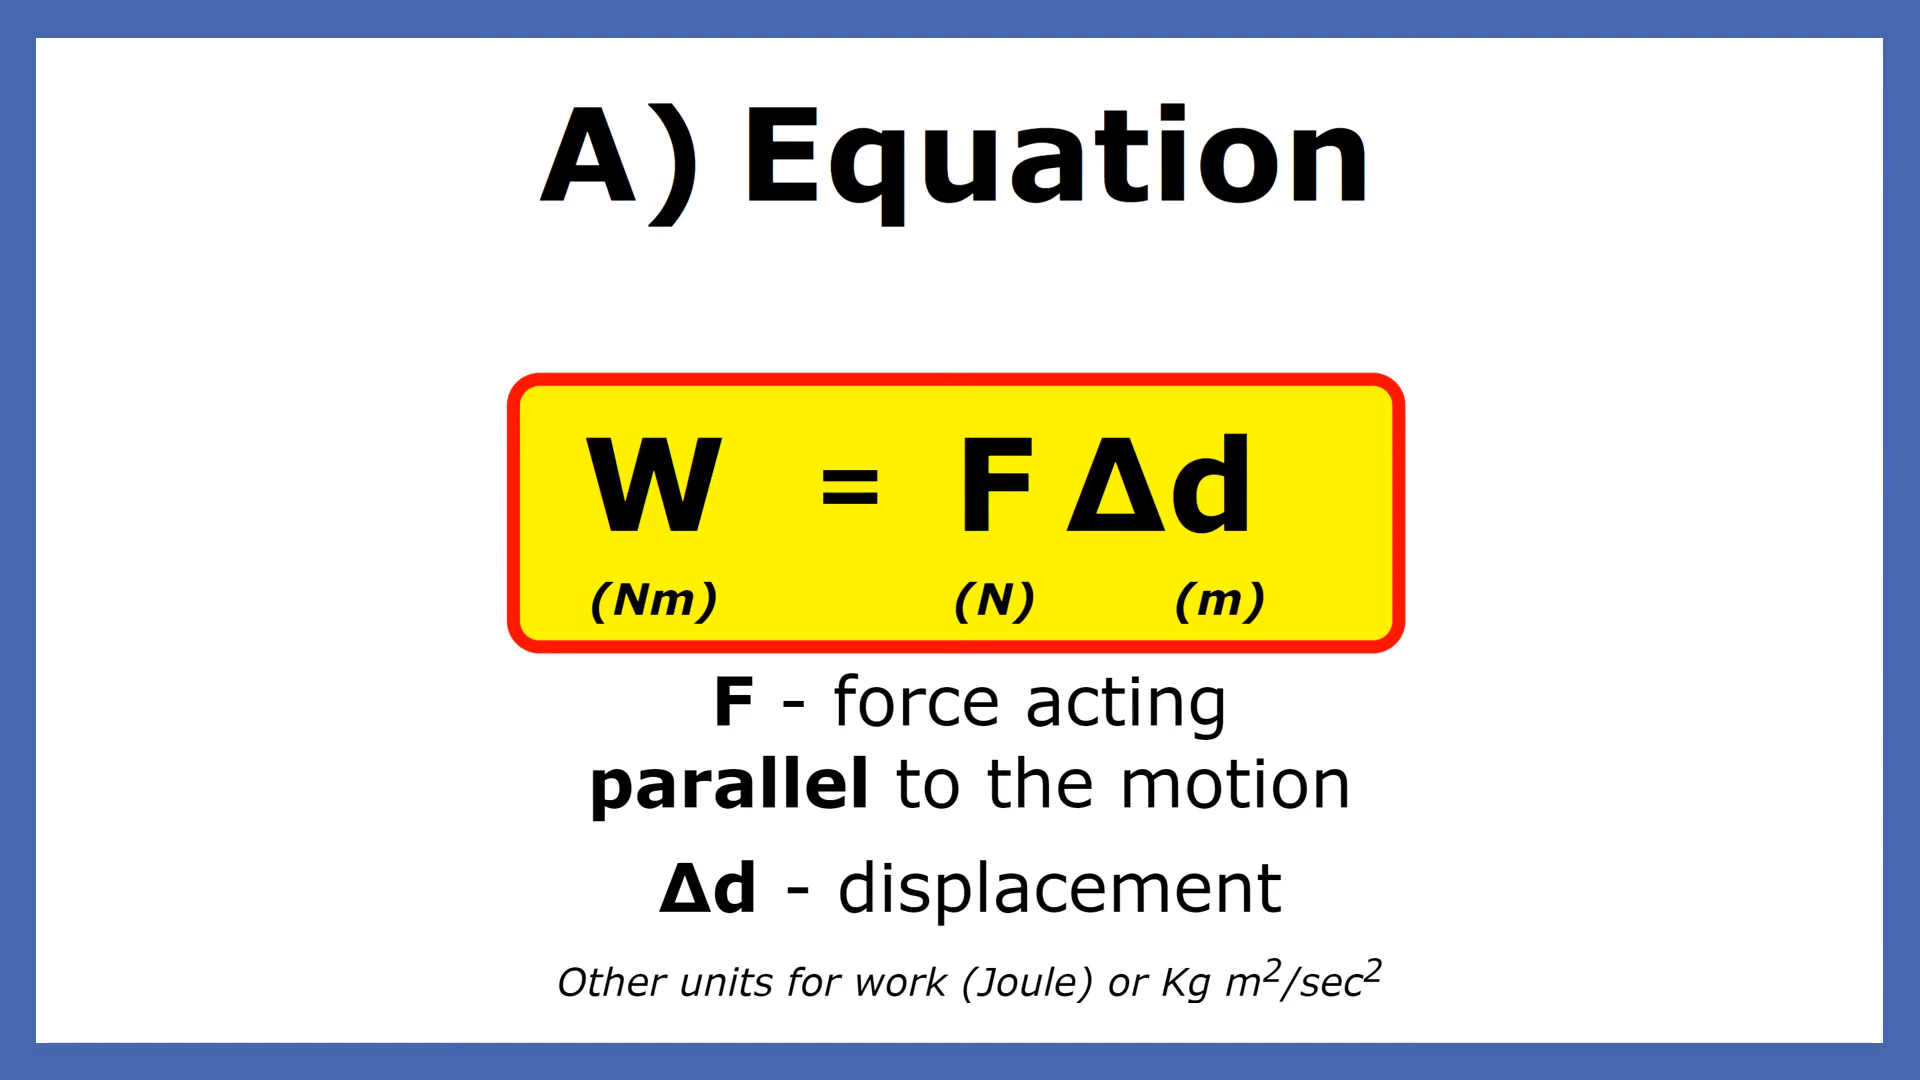 A) Equation
W = F Δd
(Nm) (N) (m)
F - force acting
parallel to the motion
Δd - displacement
Other units for work (Joule) or Kg m²/sec²